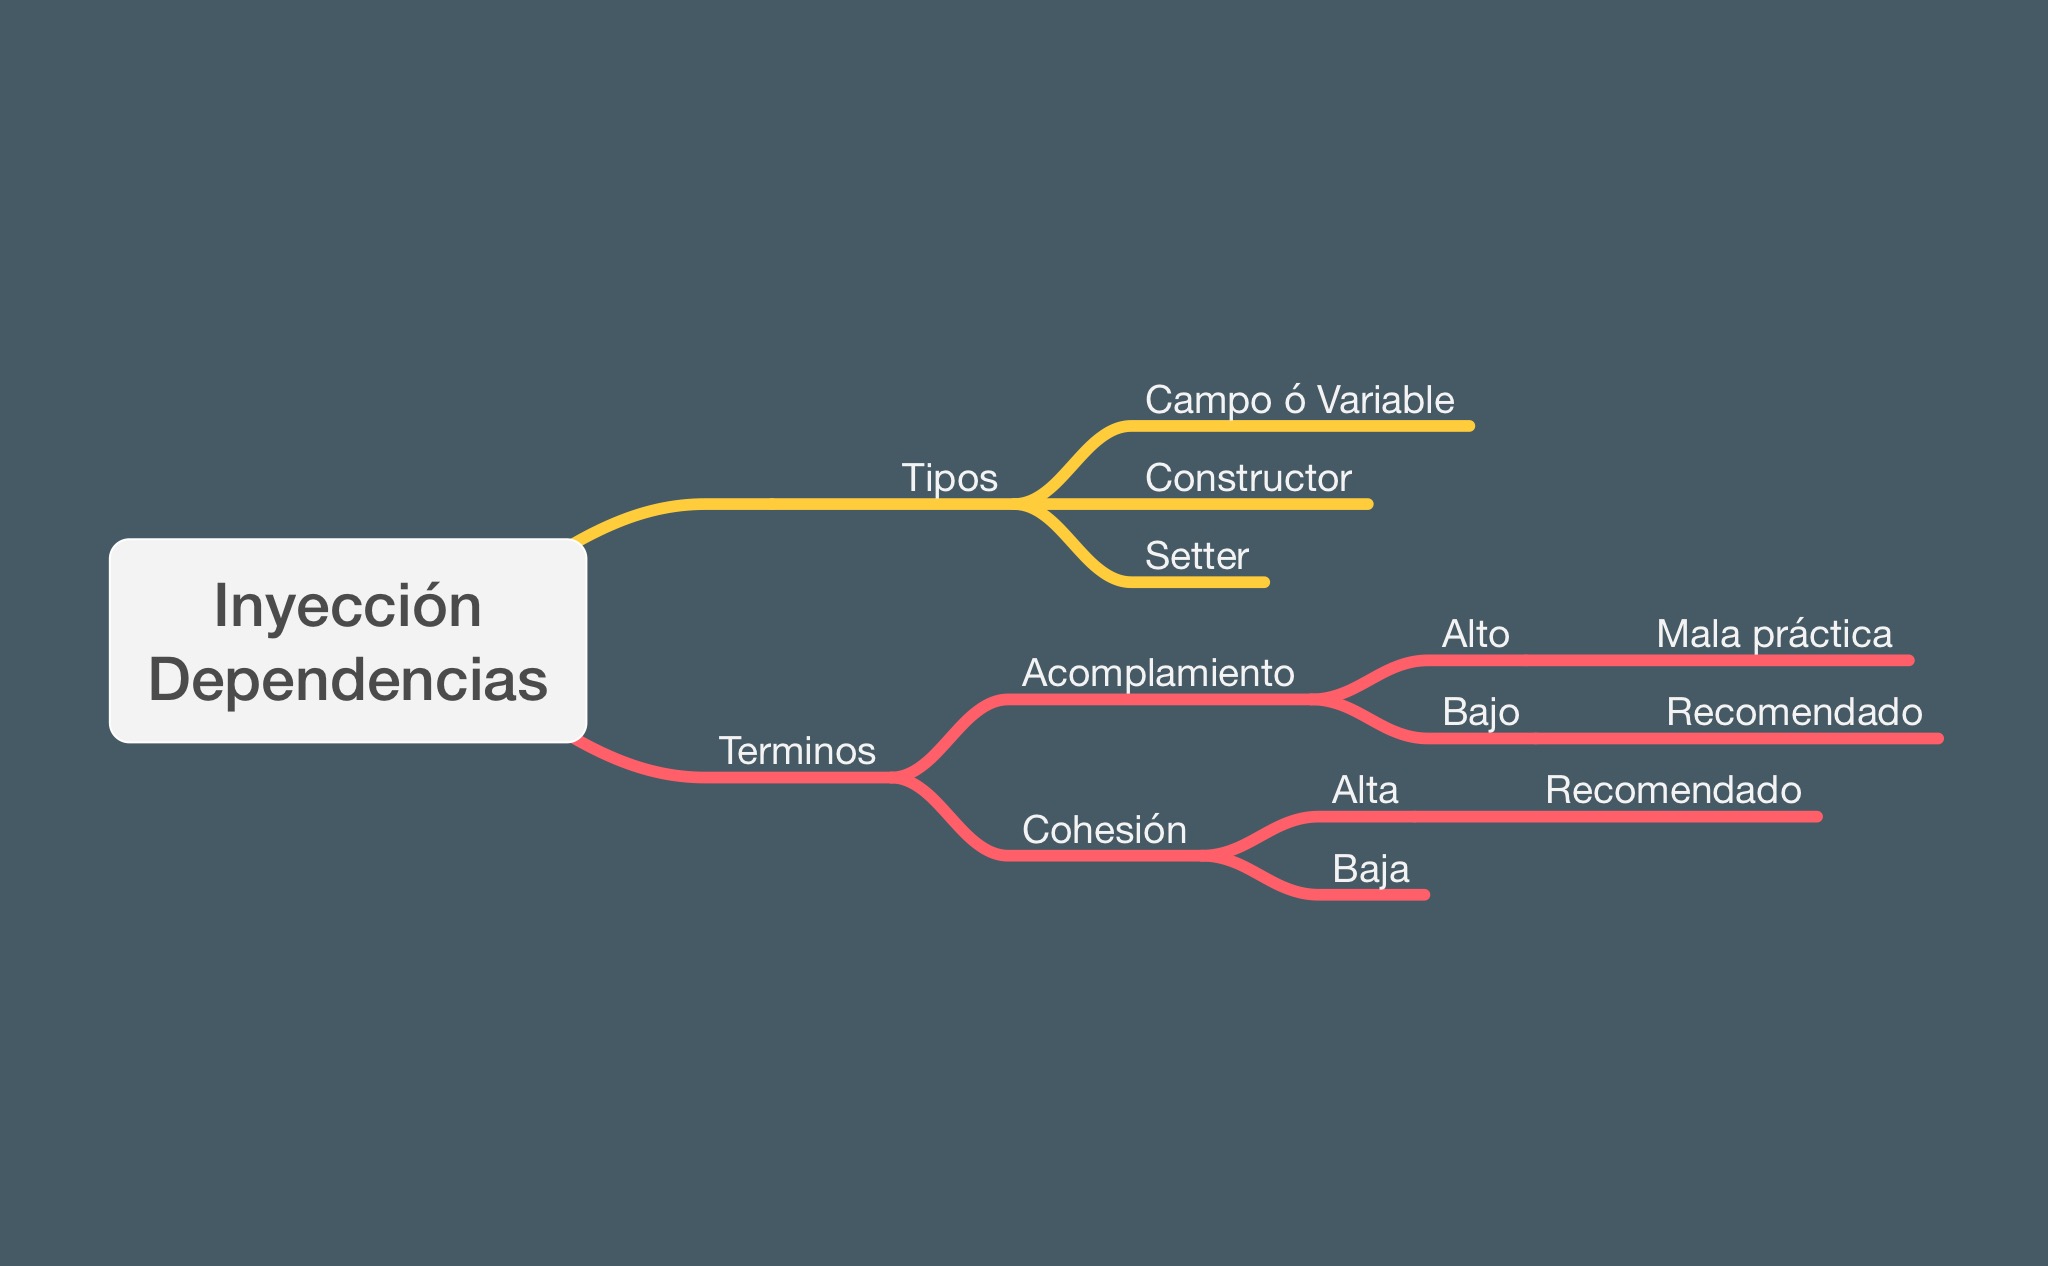 Inyección
Dependencias
Tipos
Campo ó Variable
Constructor
Setter
Terminos
Acomplamiento
Alto
Mala práctica
Bajo
Recomendado
Cohesión
Alta
Recomendado
Baja